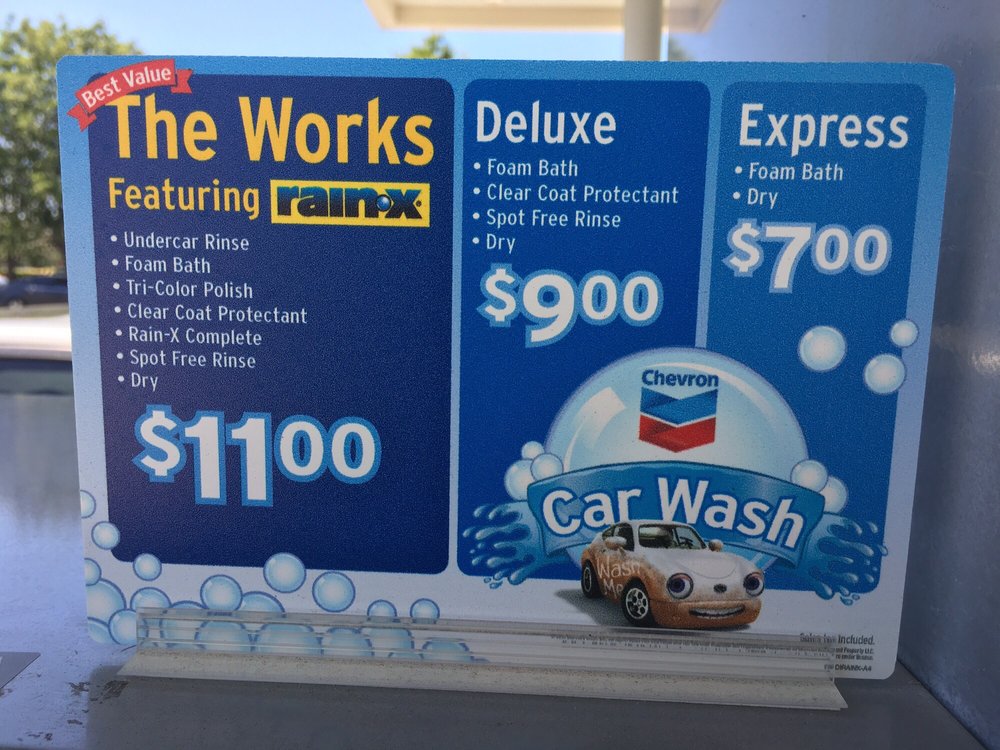 Best Value
The Works
Featuring rain-x
• Undercar Rinse
• Foam Bath
• Tri-Color Polish
• Clear Coat Protectant
• Rain-X Complete
• Spot Free Rinse
• Dry
$1100
Deluxe
• Foam Bath
• Clear Coat Protectant
• Spot Free Rinse
• Dry
$900
Express
• Foam Bath
• Dry
$700
Chevron
Car Wash
Wash
Me
Sales tax Included.